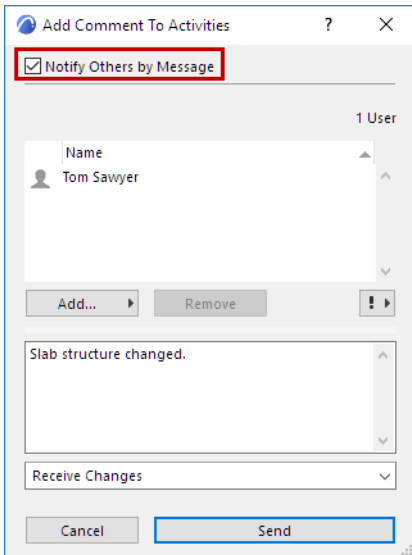 Add Comment To Activities ? ×
Notify Others by Message
1 User
Name
Tom Sawyer
Add... Remove !
Slab structure changed.
Receive Changes
Cancel Send